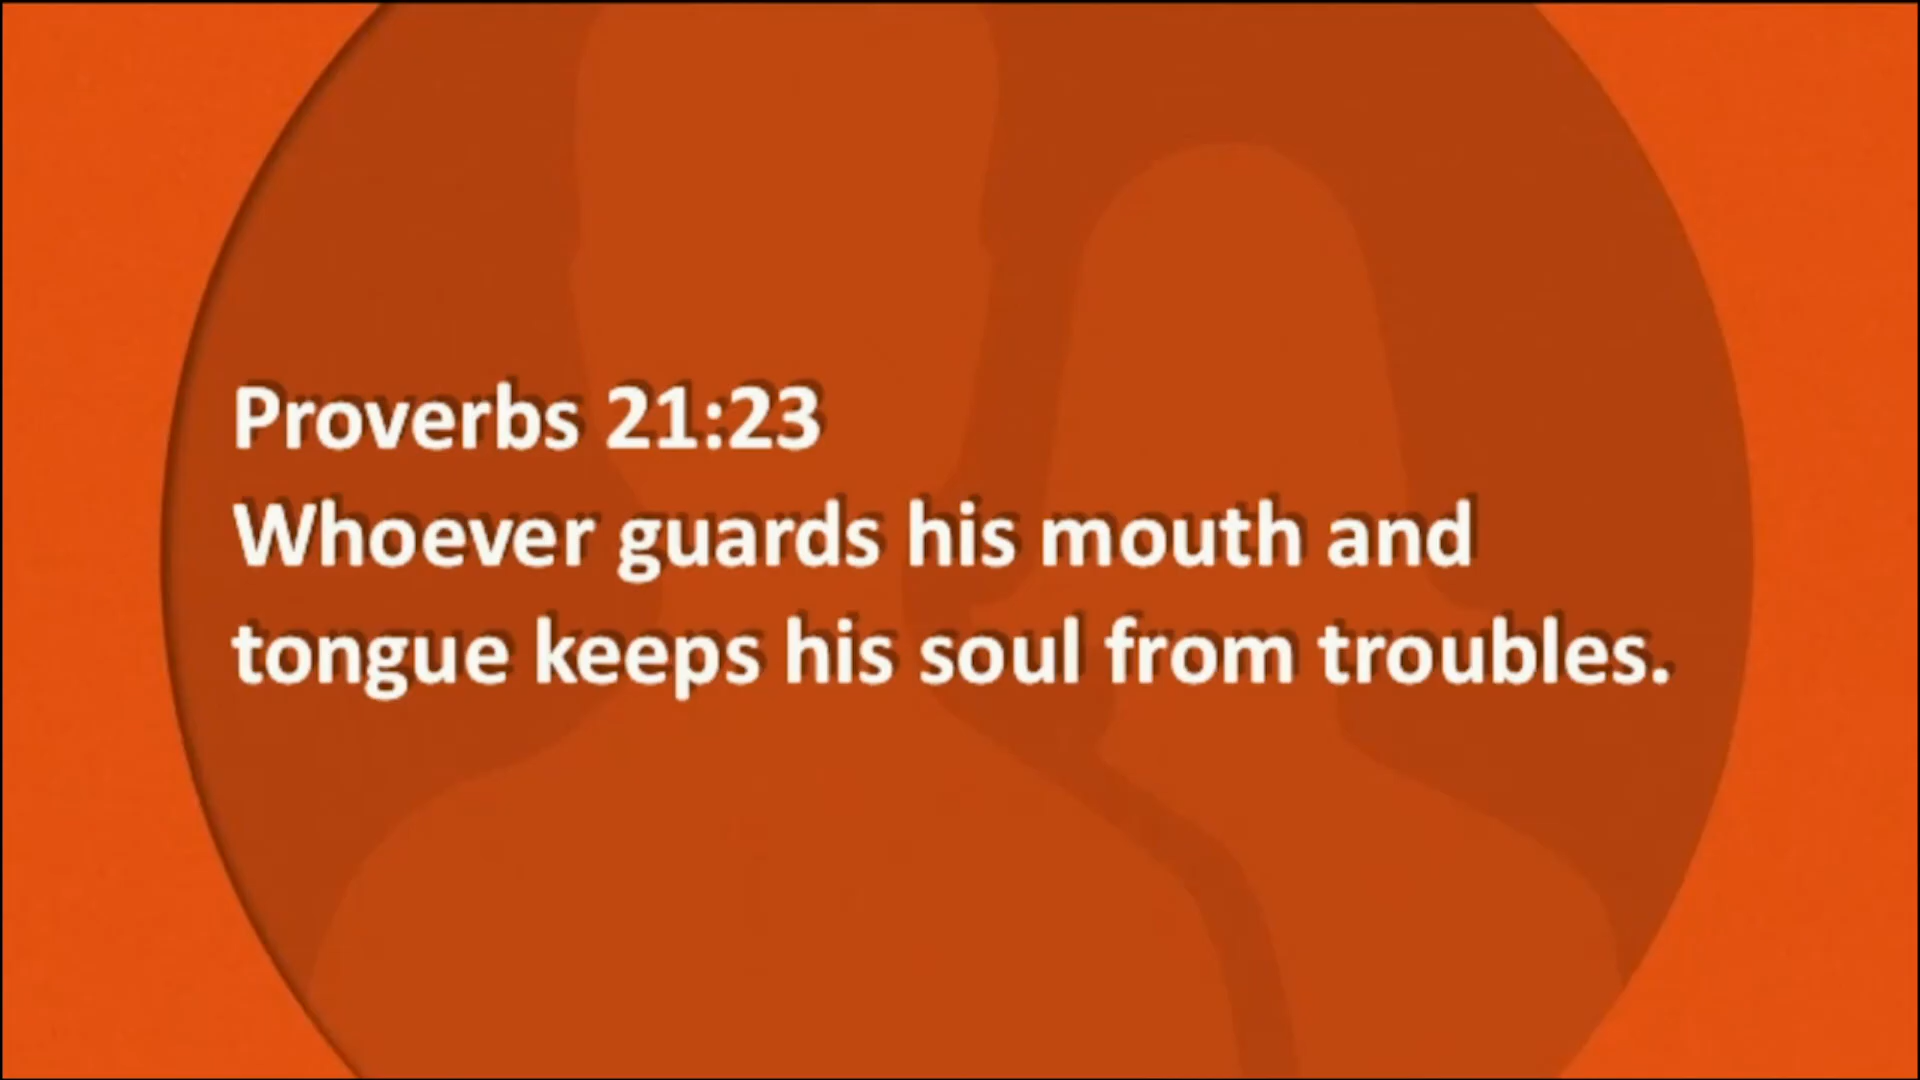 Proverbs 21:23
Whoever guards his mouth and
tongue keeps his soul from troubles.